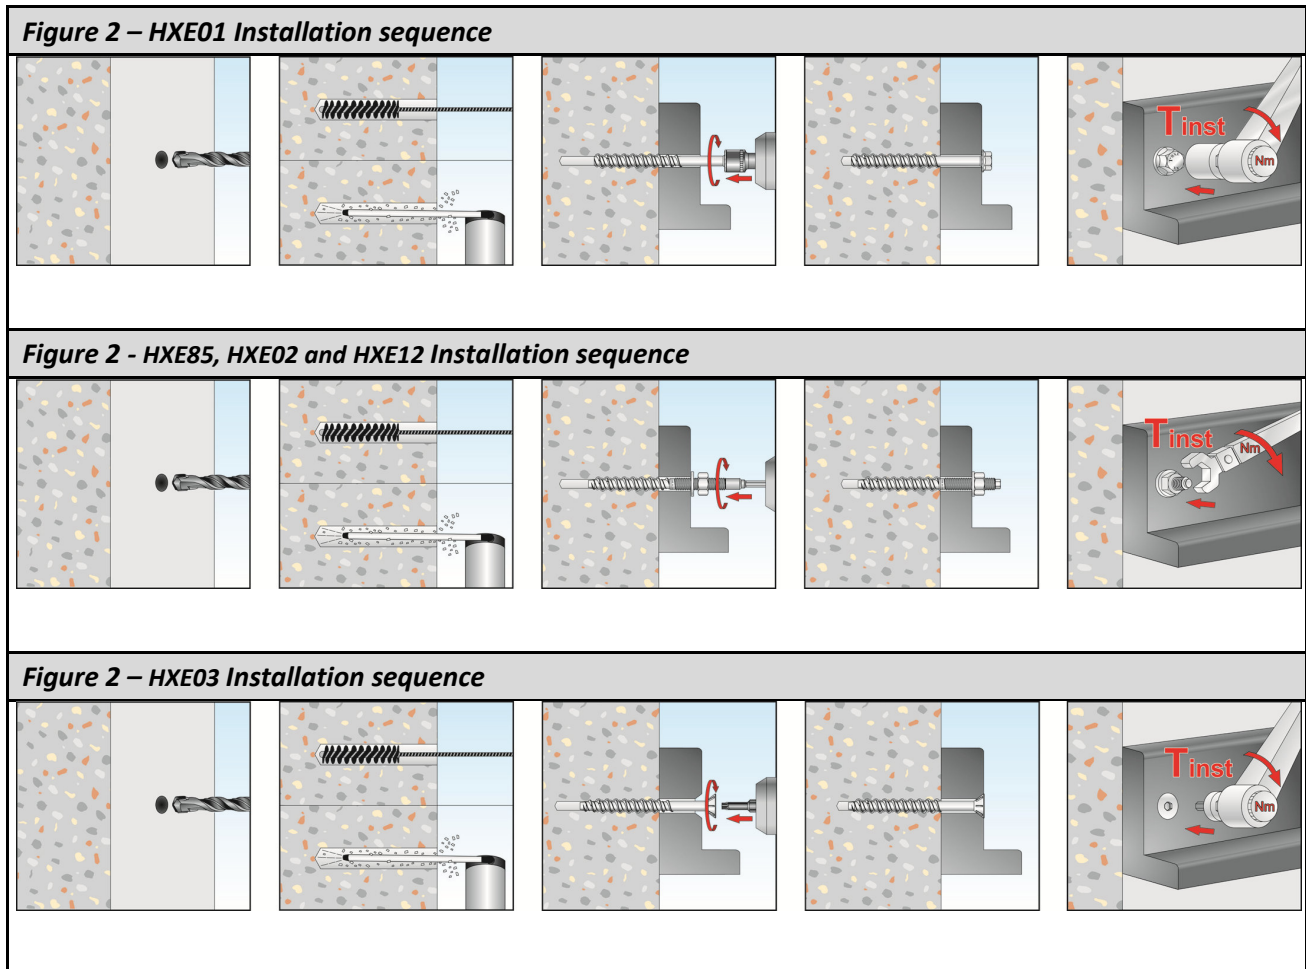 Figure 2 – HXE01 Installation sequence
Tinst
Nm
Figure 2 - HXE85, HXE02 and HXE12 Installation sequence
Tinst
Nm
Figure 2 – HXE03 Installation sequence
Tinst
Nm